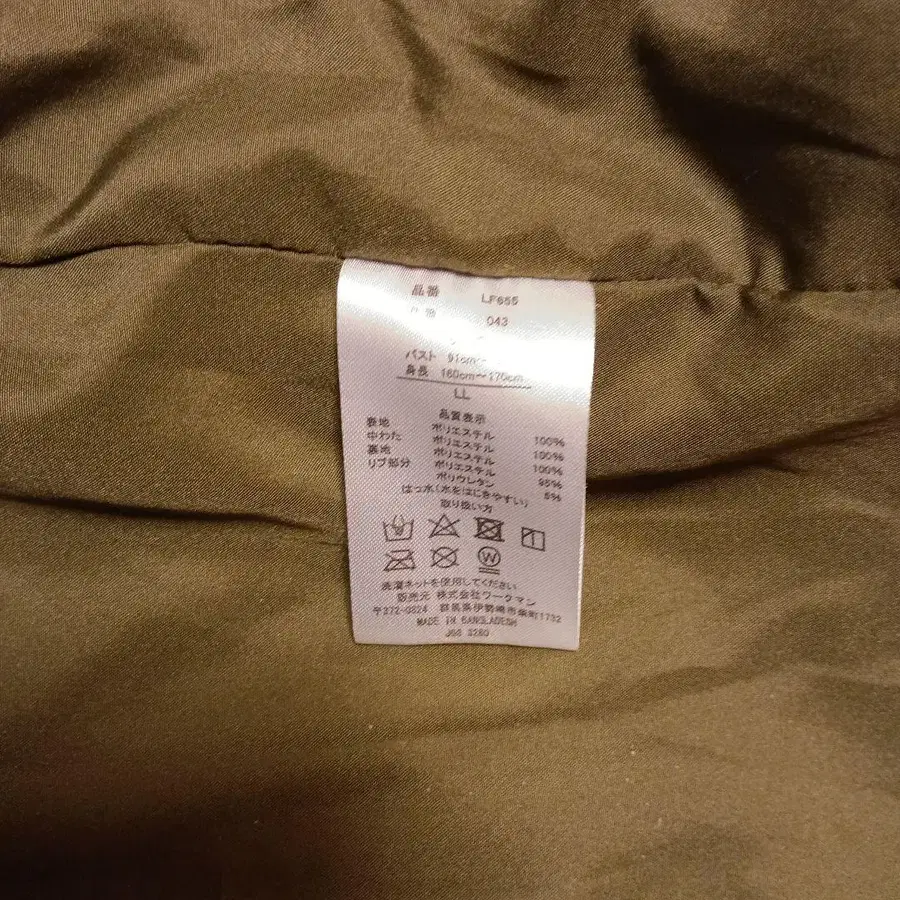 品番 LF655
043
バスト 91cm~
身長 160cm~170cm
LL
品質表示
表地 ポリエステル 100%
中わた ポリエステル 100%
裏地 ポリエステル 100%
リブ部分 ポリエステル 95%
ポリウレタン 5%
はっ水(水をはじきやすい)
取り扱い方
W
洗濯ネットを使用してください
販売元 株式会社ワークマン
〒372-0824 群馬県伊勢崎市柴町1732
MADE IN BANGLADESH
J60 3280